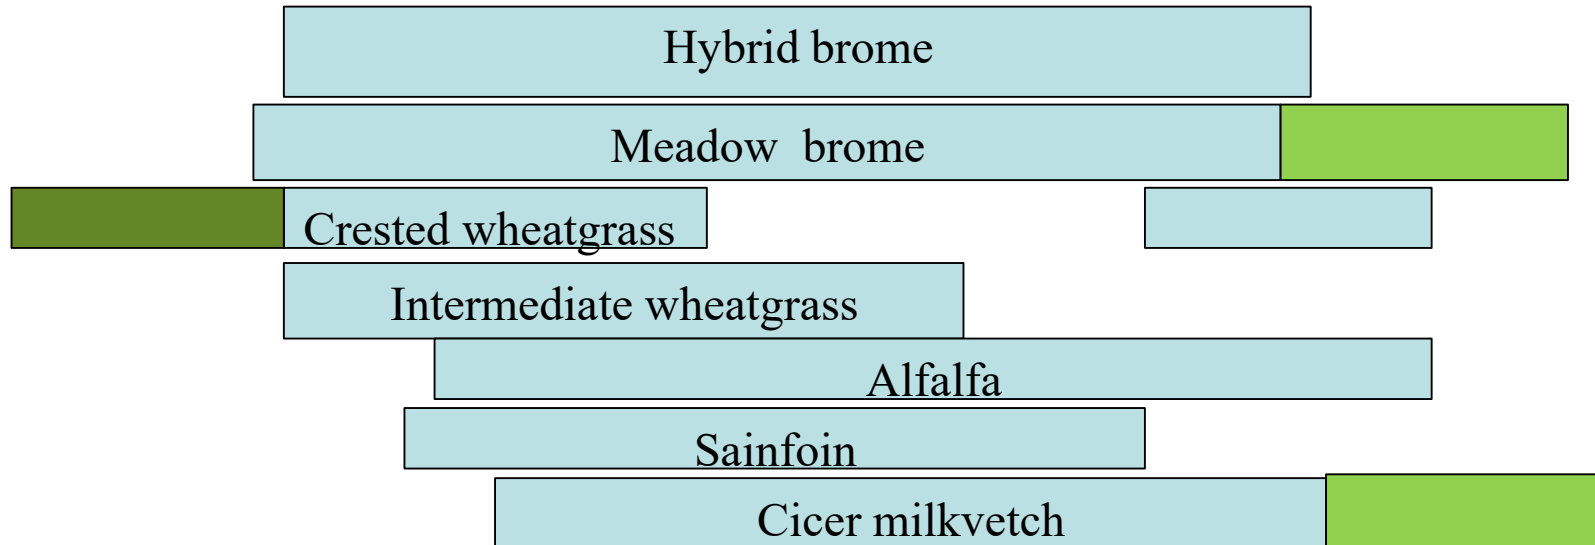 Hybrid brome
Meadow  brome
Crested wheatgrass
Intermediate wheatgrass
Alfalfa
Sainfoin
Cicer milkvetch